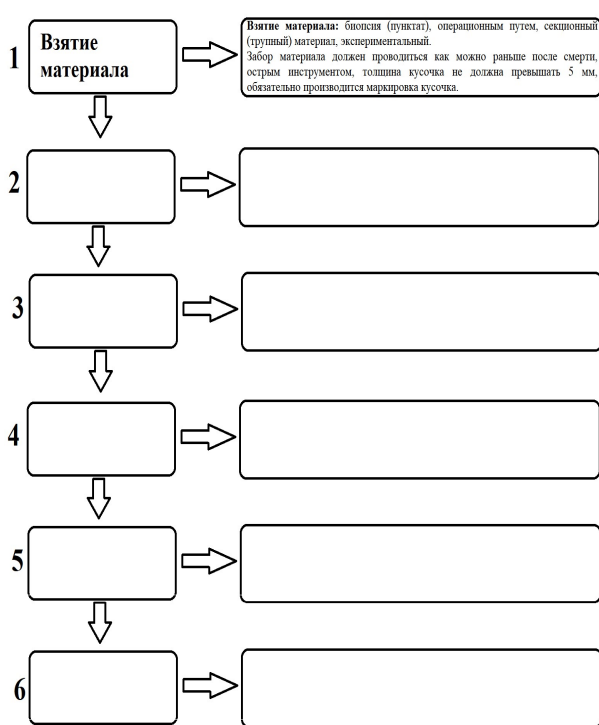 1
Взятие
материала
Взятие материала: биопсия (пунктат), операционным путем, секционный
(трупный) материал, экспериментальный.
Забор материала должен проводиться как можно раньше после смерти,
острым инструментом, толщина кусочка не должна превышать 5 мм,
обязательно производится маркировка кусочка.
2
3
4
5
6